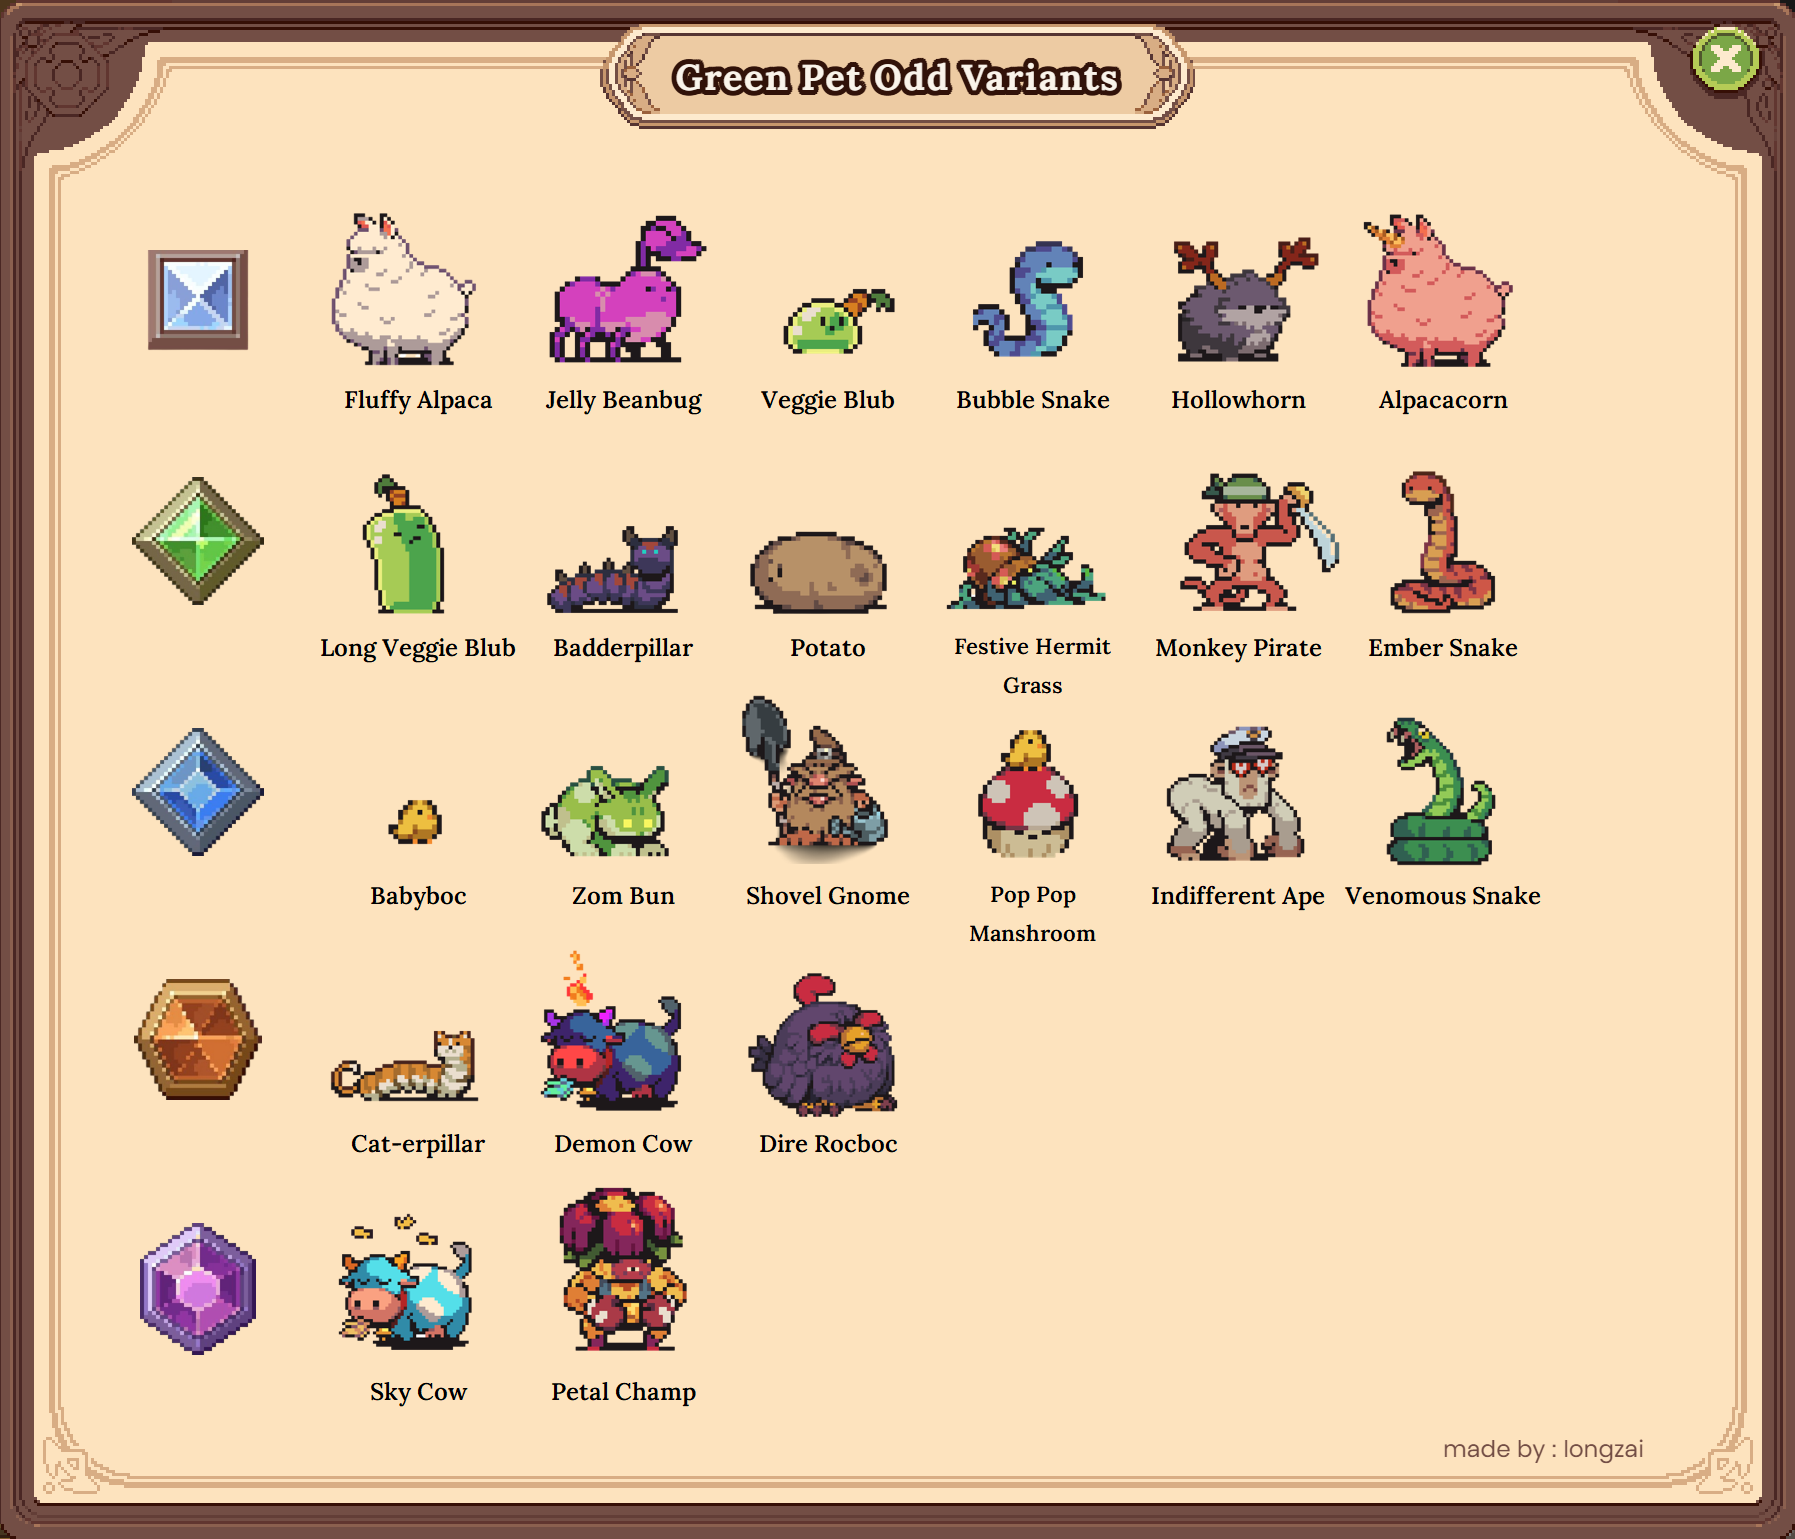 Green Pet Odd Variants
Fluffy Alpaca
Jelly Beanbug
Veggie Blub
Bubble Snake
Hollowhorn
Alpacacorn
Long Veggie Blub
Badderpillar
Potato
Festive Hermit
Grass
Monkey Pirate
Ember Snake
Babyboc
Zom Bun
Shovel Gnome
Pop Pop
Manshroom
Indifferent Ape
Venomous Snake
Cat-erpillar
Demon Cow
Dire Rocboc
Sky Cow
Petal Champ
made by : longzai